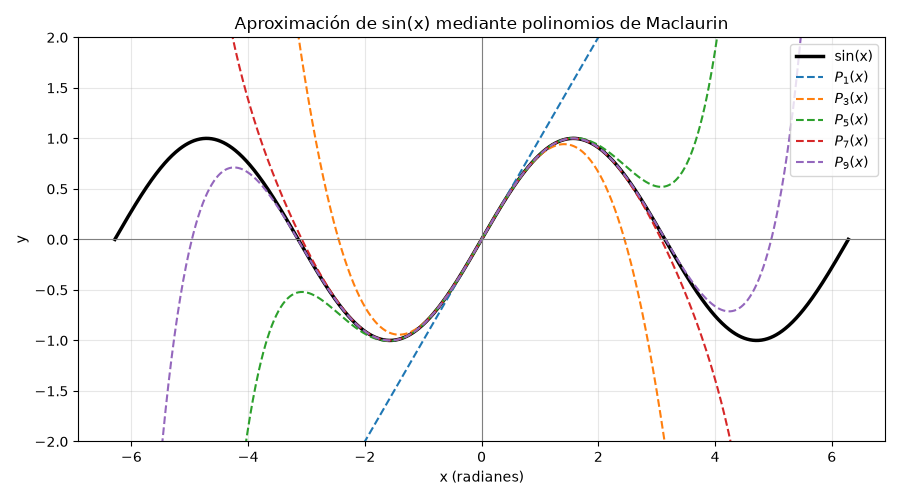 Aproximación de sin(x) mediante polinomios de Maclaurin
2.0
1.5
1.0
0.5
0.0
−0.5
−1.0
−1.5
−2.0
y
−6
−4
−2
0
2
4
6
x (radianes)
sin(x)
P₁(x)
P₃(x)
P₅(x)
P₇(x)
P₉(x)